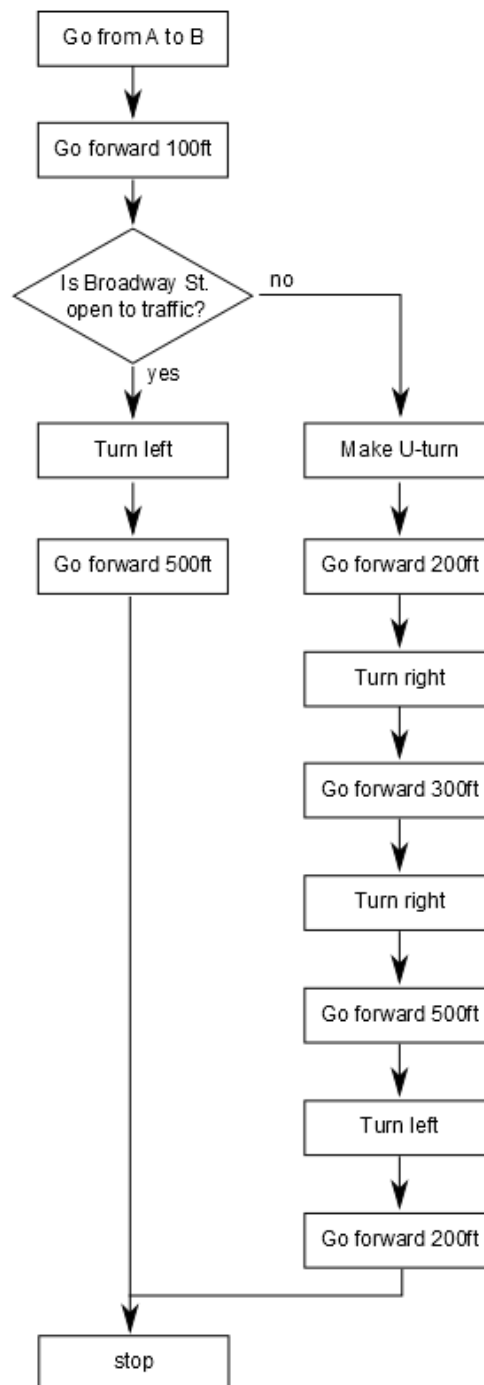 Go from A to B
Go forward 100ft
Is Broadway St.
open to traffic?
no
yes
Turn left
Go forward 500ft
Make U-turn
Go forward 200ft
Turn right
Go forward 300ft
Turn right
Go forward 500ft
Turn left
Go forward 200ft
stop